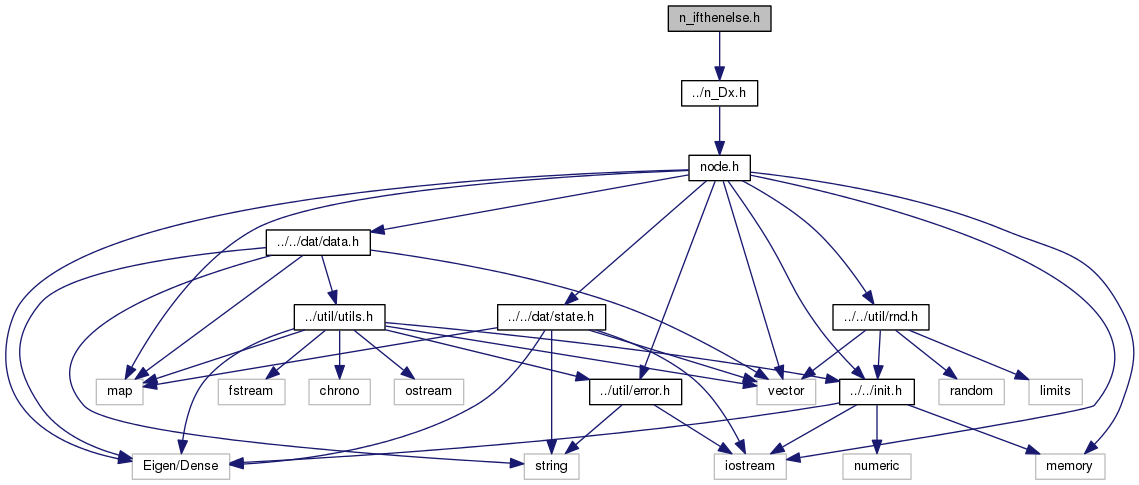 n_ifthenelse.h
../n_Dx.h
node.h
../../dat/data.h
../util/utils.h
../../dat/state.h
../../util/rnd.h
map
fstream
chrono
ostream
../util/error.h
vector
../../init.h
random
limits
Eigen/Dense
string
iostream
numeric
memory